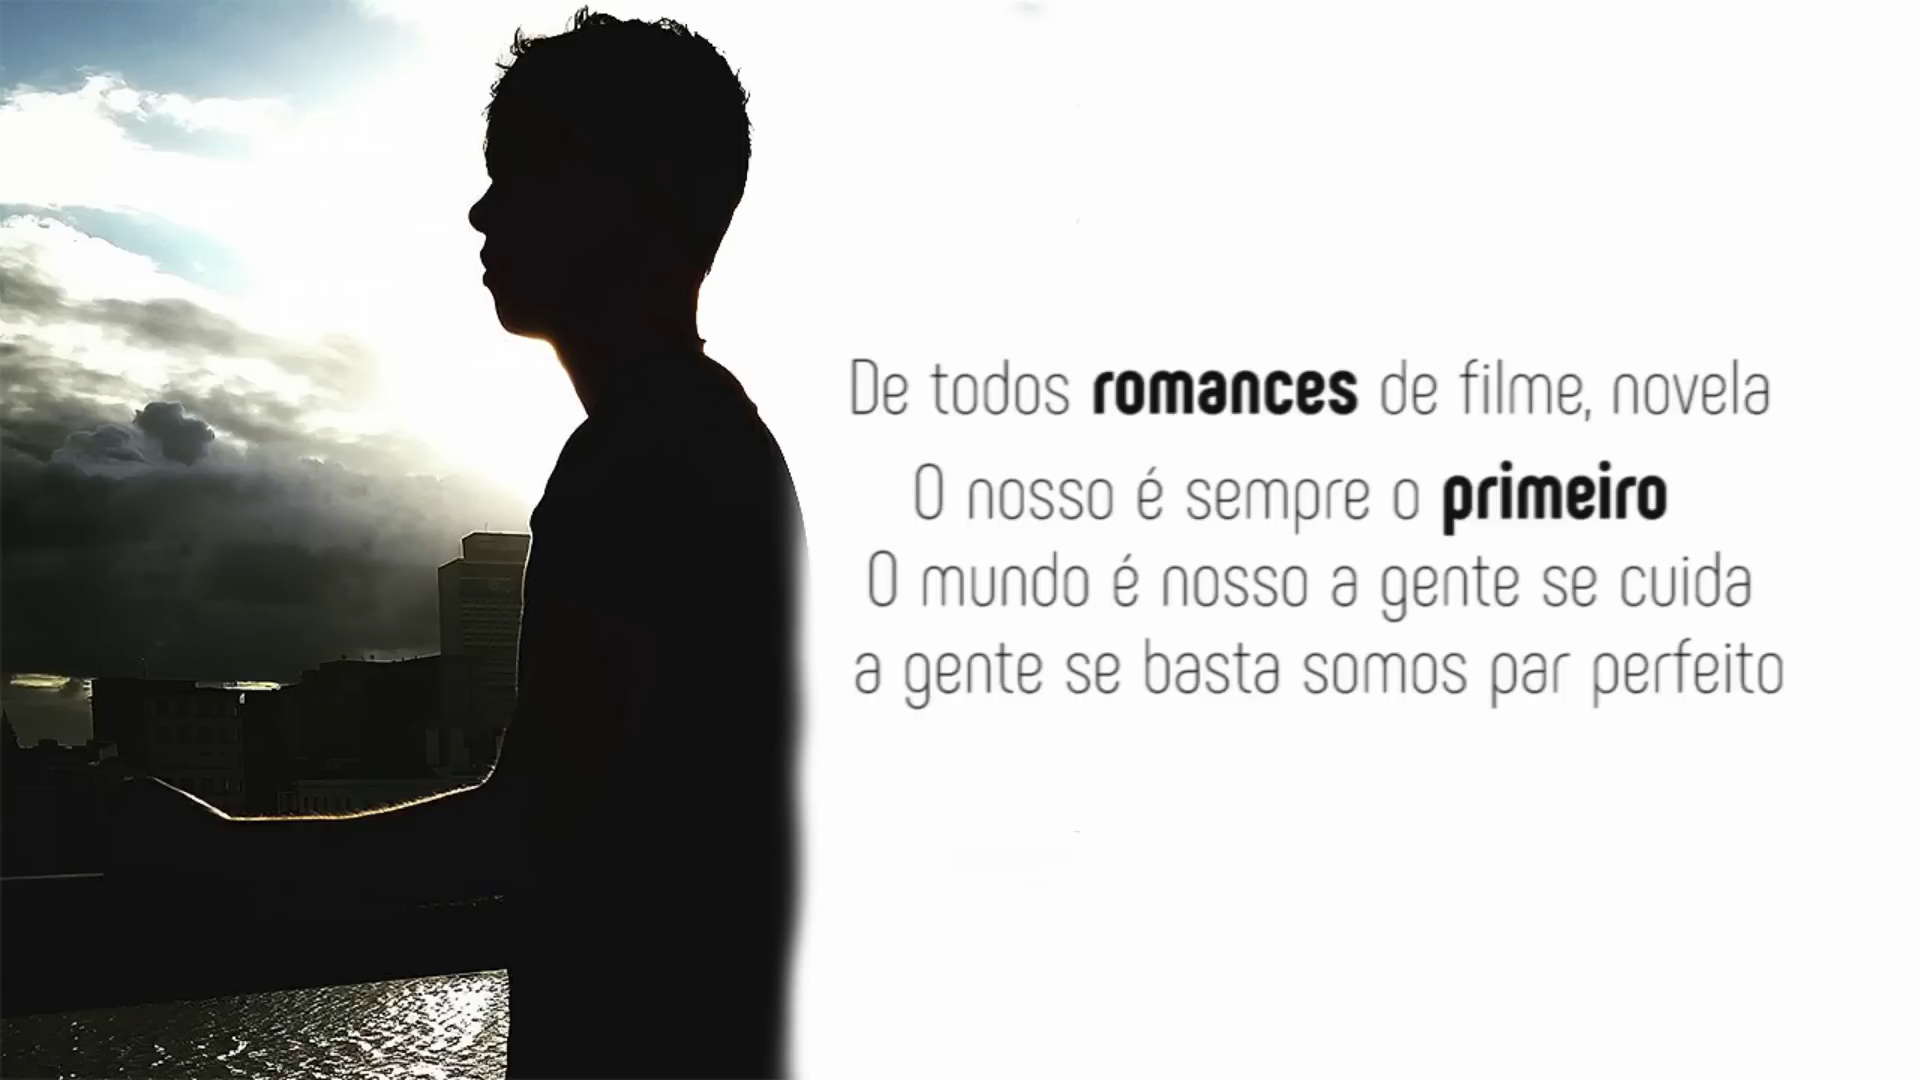 De todos romances de filme, novela
O nosso é sempre o primeiro
O mundo é nosso a gente se cuida
a gente se basta somos par perfeito